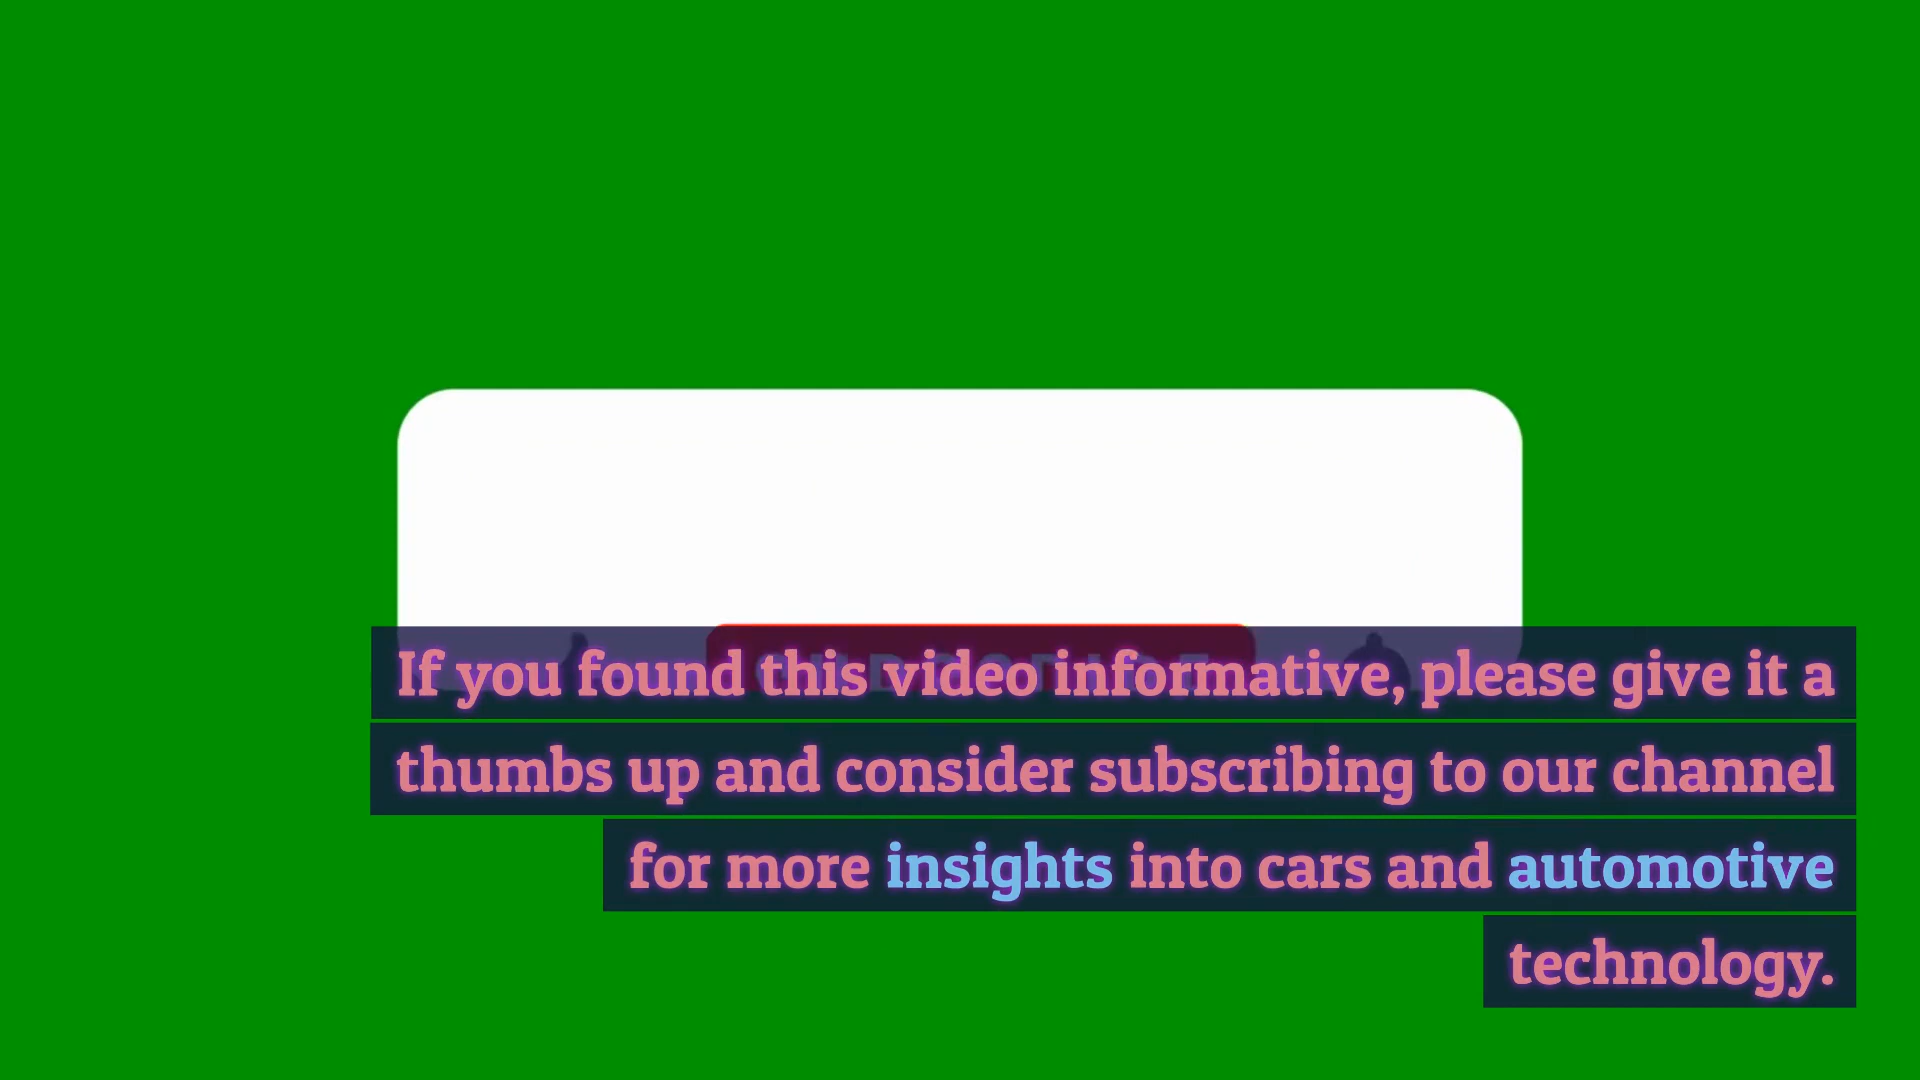 If you found this video informative, please give it a
thumbs up and consider subscribing to our channel
for more insights into cars and automotive
technology.